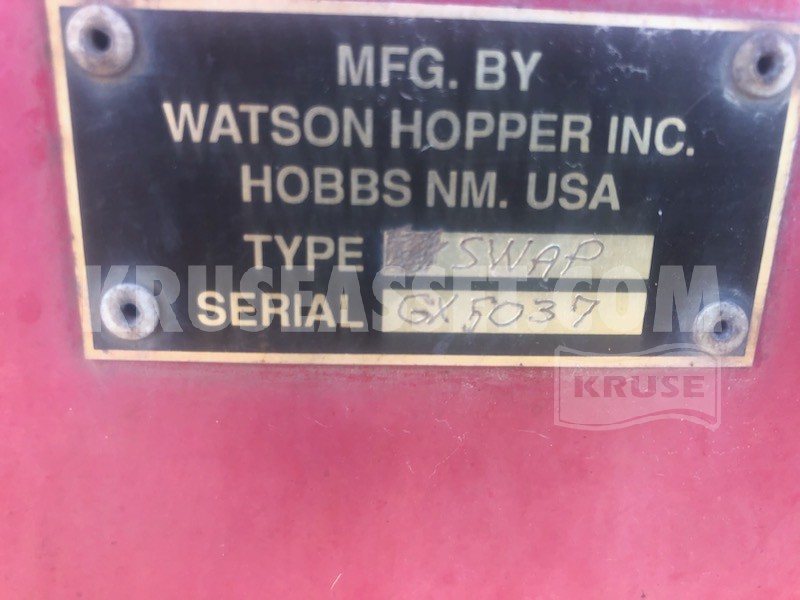 MFG. BY
WATSON HOPPER INC.
HOBBS NM. USA
TYPE SWAP
KRUSEASSET.COM
SERIAL GX5037
KRUSE